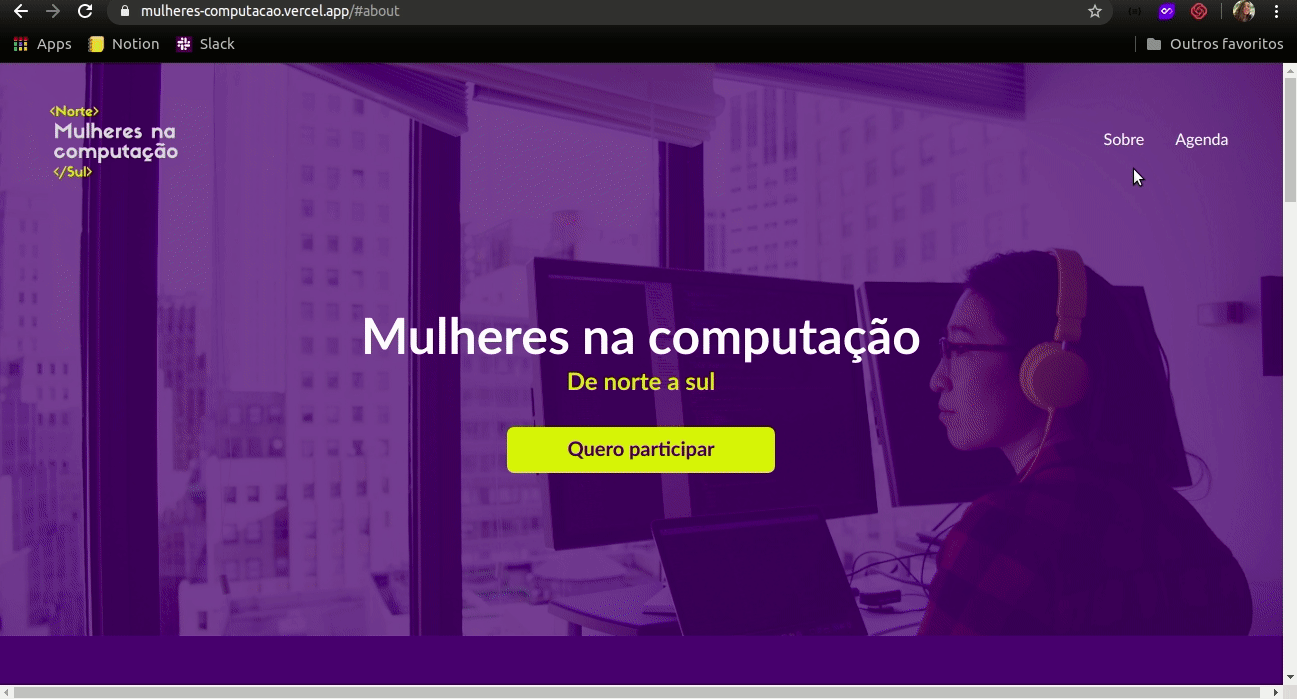 mulheres-computacao.vercel.app/#about
Apps
Notion
Slack
Outros favoritos
<Norte>
Mulheres na
computação
</Sul>
Sobre
Agenda
Mulheres na computação
De norte a sul
Quero participar